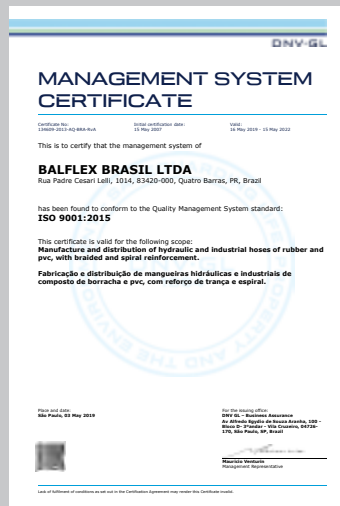 DNV·GL
MANAGEMENT SYSTEM
CERTIFICATE
Certificate No: Initial certification date: Valid:
134609-2013-AQ-BRA-RvA 15 May 2007 16 May 2019 - 15 May 2022
This is to certify that the management system of
BALFLEX BRASIL LTDA
Rua Padre Cesari Lelli, 1014, 83420-000, Quatro Barras, PR, Brazil
has been found to conform to the Quality Management System standard:
ISO 9001:2015
This certificate is valid for the following scope:
Manufacture and distribution of hydraulic and industrial hoses of rubber and
pvc, with braided and spiral reinforcement.
Fabricação e distribuição de mangueiras hidráulicas e industriais de
composto de borracha e pvc, com reforço de trança e espiral.
Place and date:
São Paulo, 03 May 2019
For the issuing office:
DNV GL – Business Assurance
Av Alfredo Egydio de Souza Aranha, 100 –
Bloco D- 3°andar – Vila Cruzeiro, 04726-
170, São Paulo, SP, Brazil
Mauricio Venturin
Management Representative
Lack of fulfilment of conditions as set out in the Certification Agreement may render this Certificate invalid.